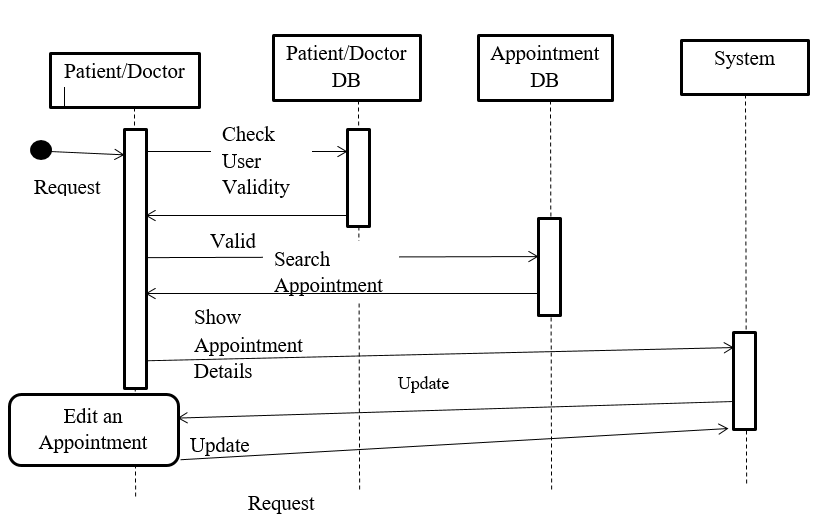 Patient/Doctor
Patient/Doctor
DB
Appointment
DB
System
Request
Check
User
Validity
Valid
Search
Appointment
Show
Appointment
Details
Update
Edit an
Appointment
Update
Request